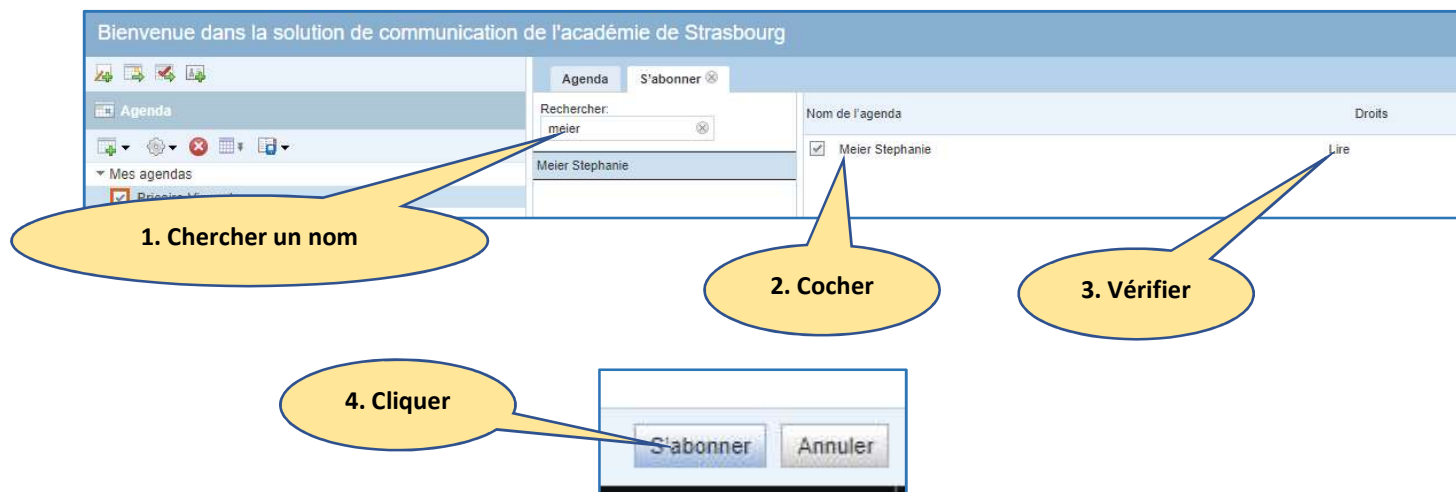 Bienvenue dans la solution de communication de l'académie de Strasbourg
Agenda S'abonner
Agenda
Rechercher:
meier
Nom de l'agenda Droits
Meier Stephanie
Meier Stephanie Lire
Mes agendas
1. Chercher un nom
2. Cocher
3. Vérifier
4. Cliquer
S'abonner Annuler